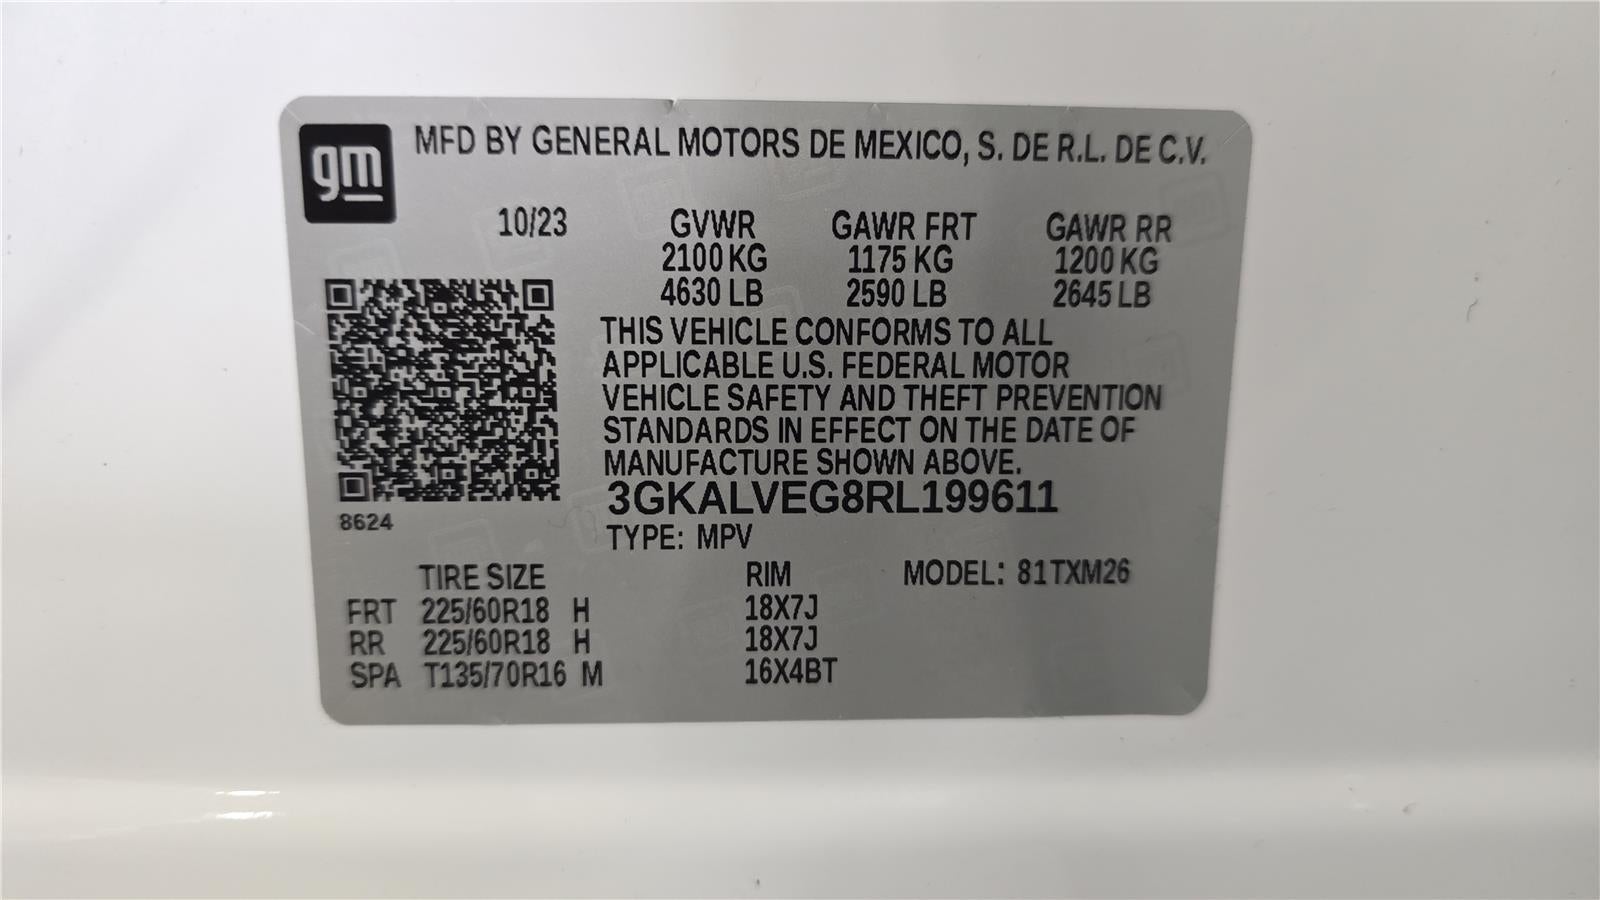 gm
MFD BY GENERAL MOTORS DE MEXICO, S. DE R.L. DE C.V.
10/23 GVWR GAWR FRT GAWR RR
2100 KG 1175 KG 1200 KG
4630 LB 2590 LB 2645 LB
THIS VEHICLE CONFORMS TO ALL
APPLICABLE U.S. FEDERAL MOTOR
VEHICLE SAFETY AND THEFT PREVENTION
STANDARDS IN EFFECT ON THE DATE OF
MANUFACTURE SHOWN ABOVE.
3GKALVEG8RL199611
8624
TYPE: MPV
TIRE SIZE RIM MODEL: 81TXM26
FRT 225/60R18 H 18X7J
RR 225/60R18 H 18X7J
SPA T135/70R16 M 16X4BT